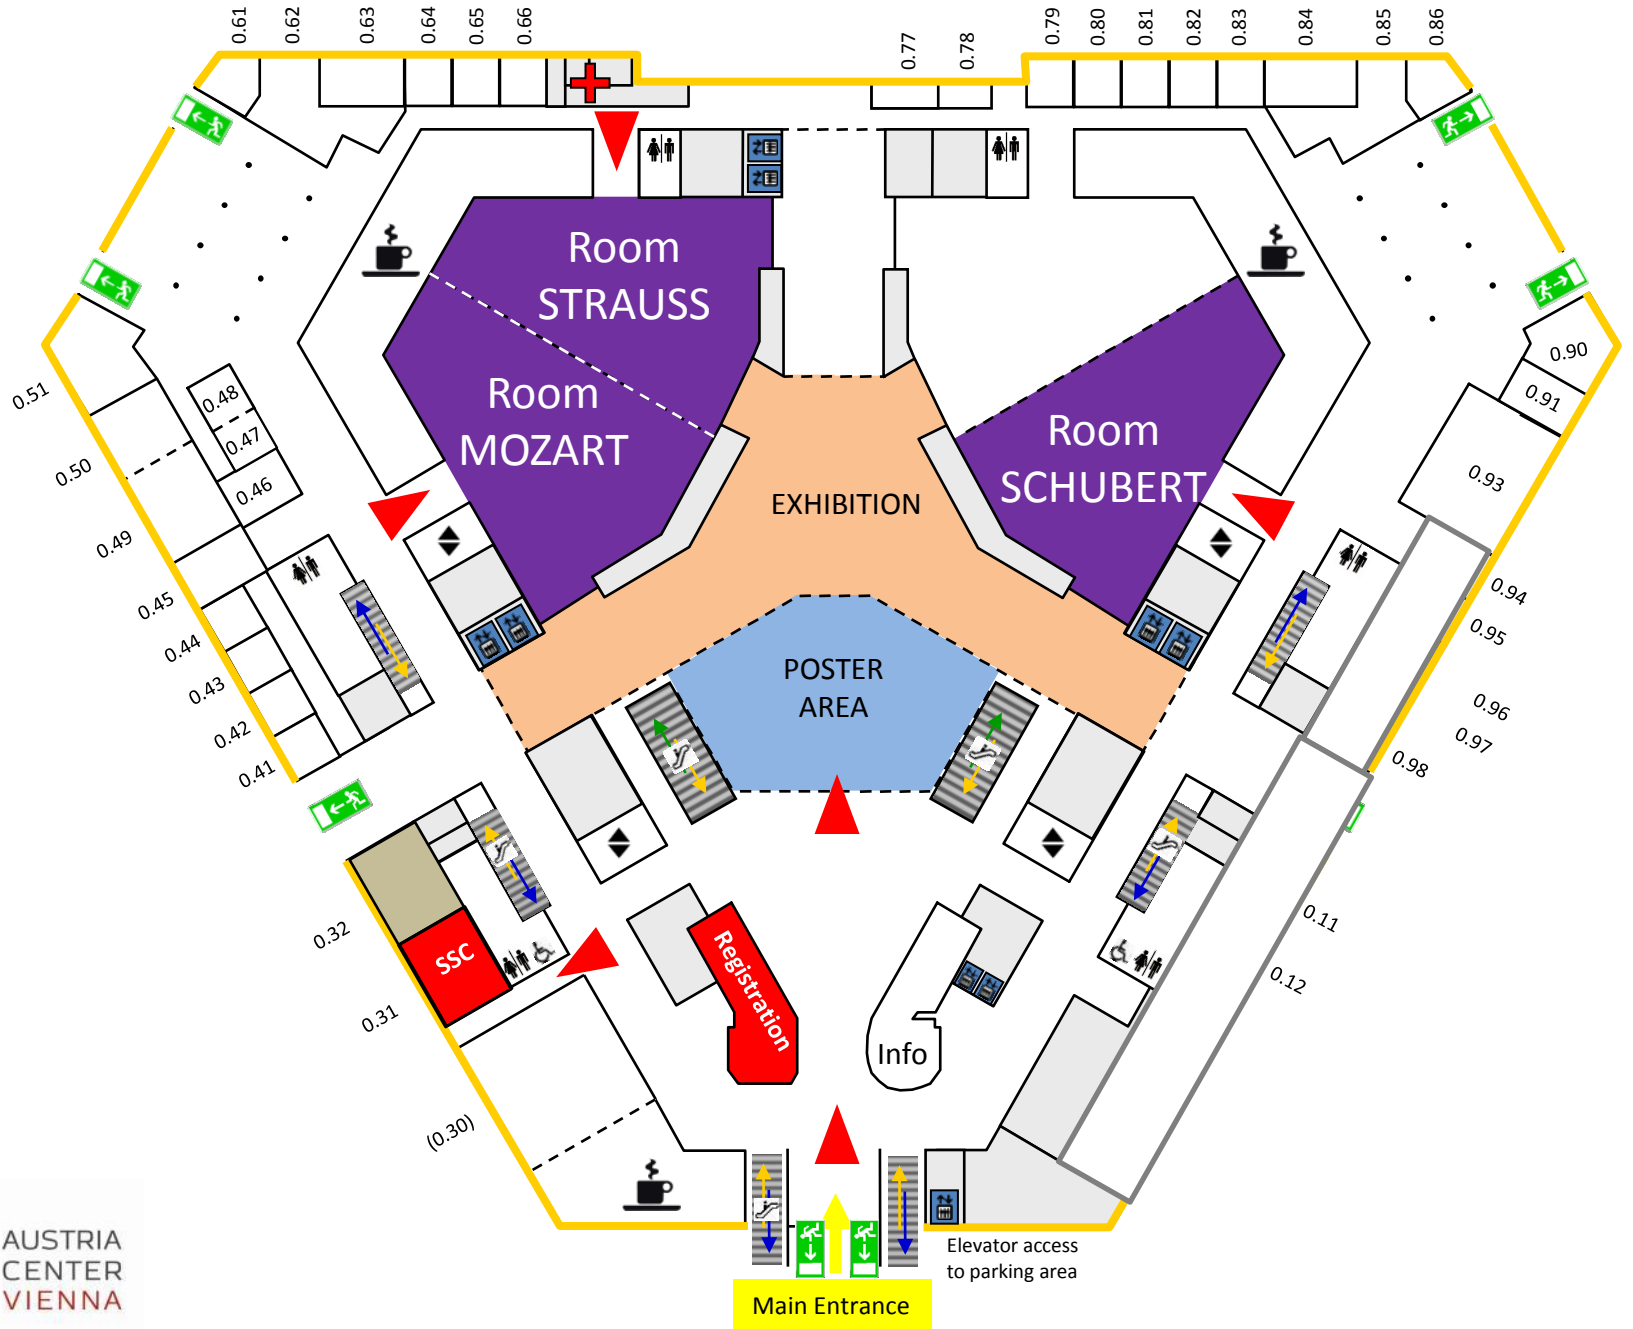 0.61
0.62
0.63
0.64
0.65
0.66
0.77
0.78
0.79
0.80
0.81
0.82
0.83
0.84
0.85
0.86
Room
STRAUSS
Room
MOZART
Room
SCHUBERT
EXHIBITION
POSTER
AREA
0.51
0.50
0.49
0.48
0.47
0.46
0.45
0.44
0.43
0.42
0.41
0.90
0.91
0.93
0.94
0.95
0.96
0.97
0.98
0.32
0.31
(0.30)
SSC
Registration
Info
0.11
0.12
Elevator access
to parking area
Main Entrance
AUSTRIA
CENTER
VIENNA